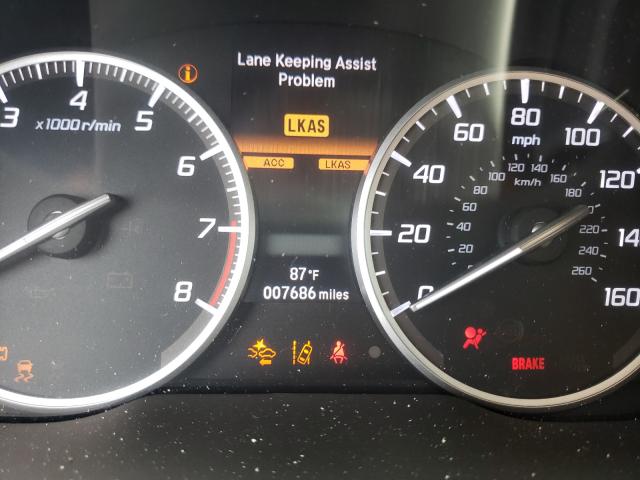 Lane Keeping Assist
Problem
LKAS
ACC LKAS
3 4 5 6 7 8
x1000r/min
0 20 40 60 80 100 120 14 160
mph
20 40 60 80 100 120 140 160 180 220 240 260
km/h
87°F
007686 miles
BRAKE